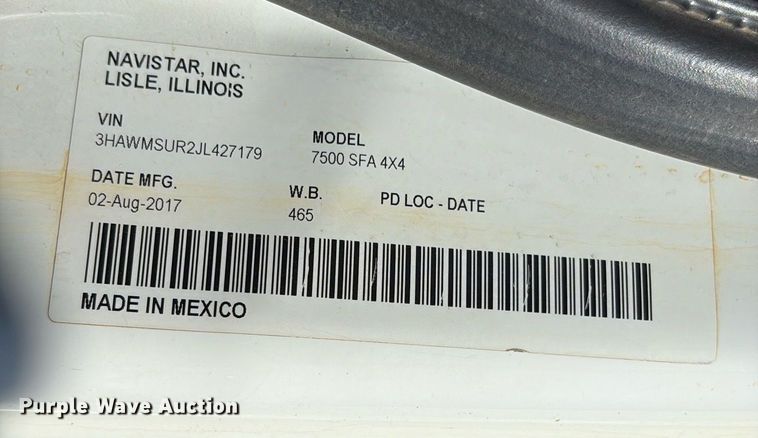 NAVISTAR, INC.
LISLE, ILLINOIS
VIN
3HAWMSUR2JL427179
MODEL
7500 SFA 4X4
DATE MFG.
02-Aug-2017
W.B.
465
PD LOC - DATE
MADE IN MEXICO
Purple Wave Auction